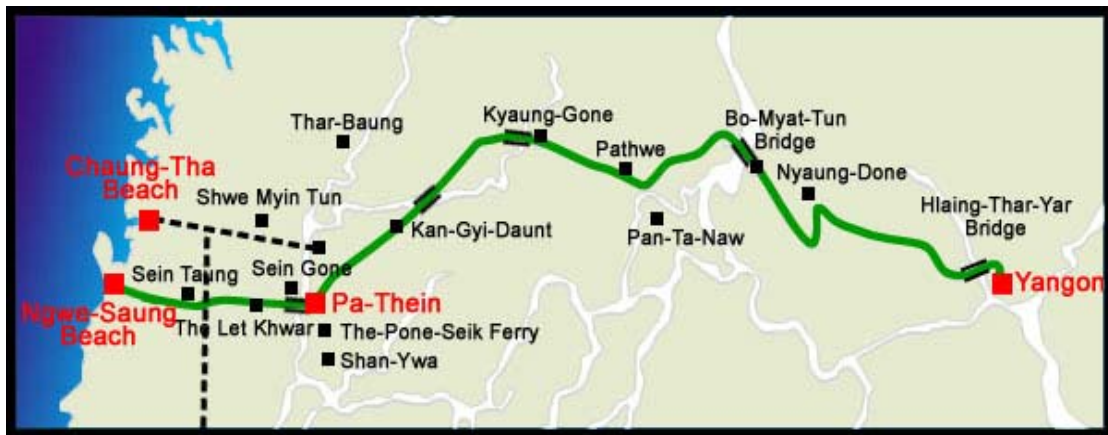 Kyaung-Gone
Bo-Myat-Tun
Bridge
Thar-Baung
Pathwe
Nyaung-Done
Chaung-Tha
Beach
Shwe Myin Tun
Hlaing-Thar-Yar
Bridge
Kan-Gyi-Daunt
Pan-Ta-Naw
Sein Taung
Sein Gone
Yangon
Pa-Thein
Ngwe-Saung
Beach
The Let Khwar
The-Pone-Seik Ferry
Shan-Ywa